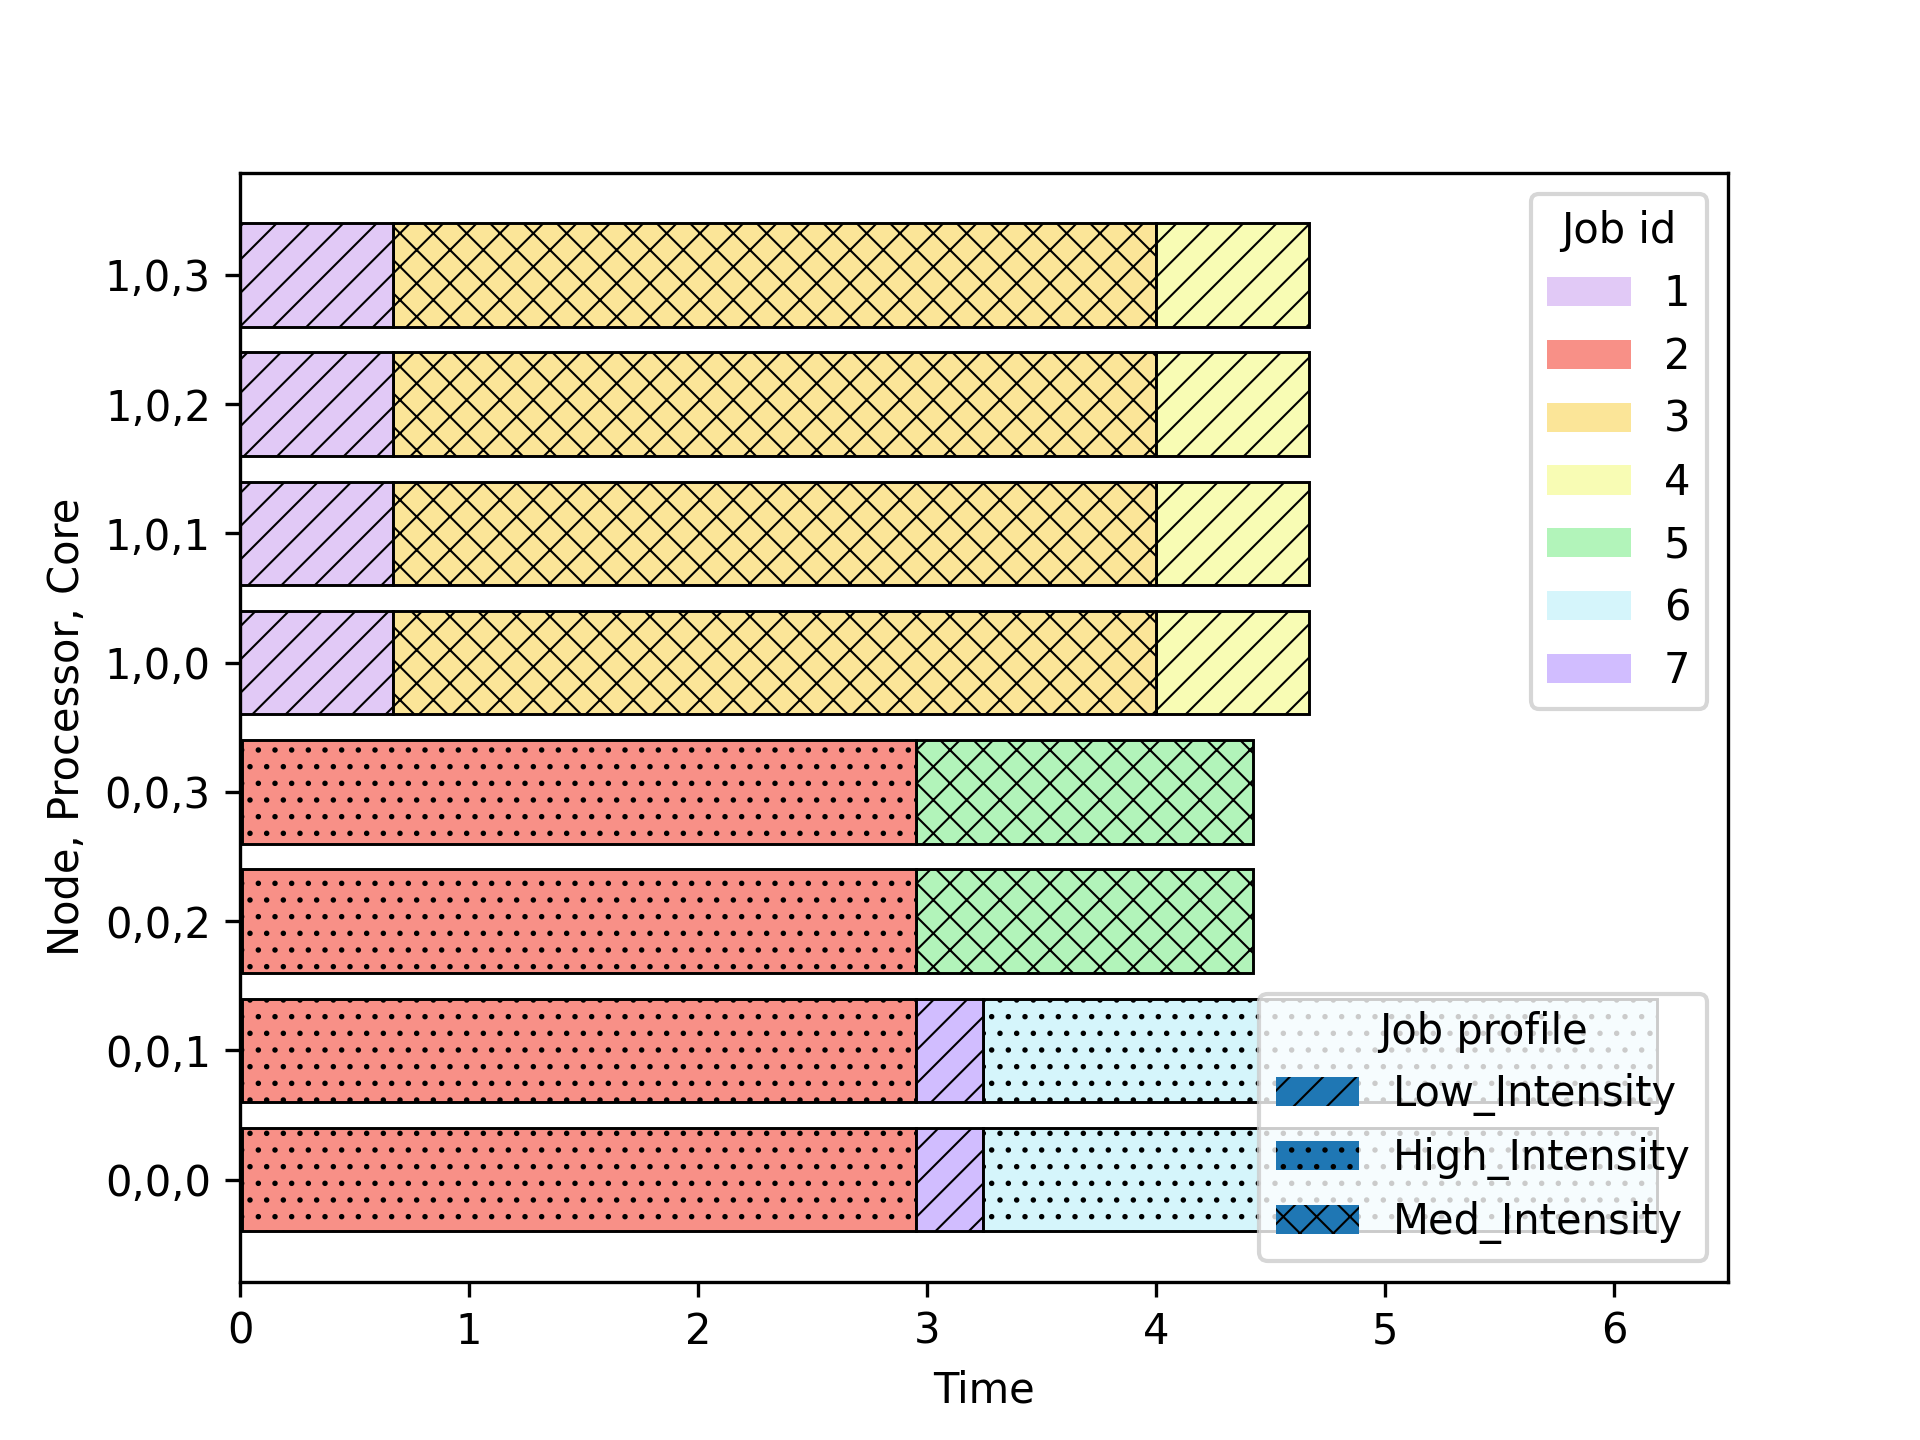 Job id
1
2
3
4
5
6
7
1,0,3
1,0,2
1,0,1
1,0,0
0,0,3
0,0,2
0,0,1
0,0,0
Node, Processor, Core
Job profile
Low_Intensity
High_Intensity
Med_Intensity
0 1 2 3 4 5 6
Time